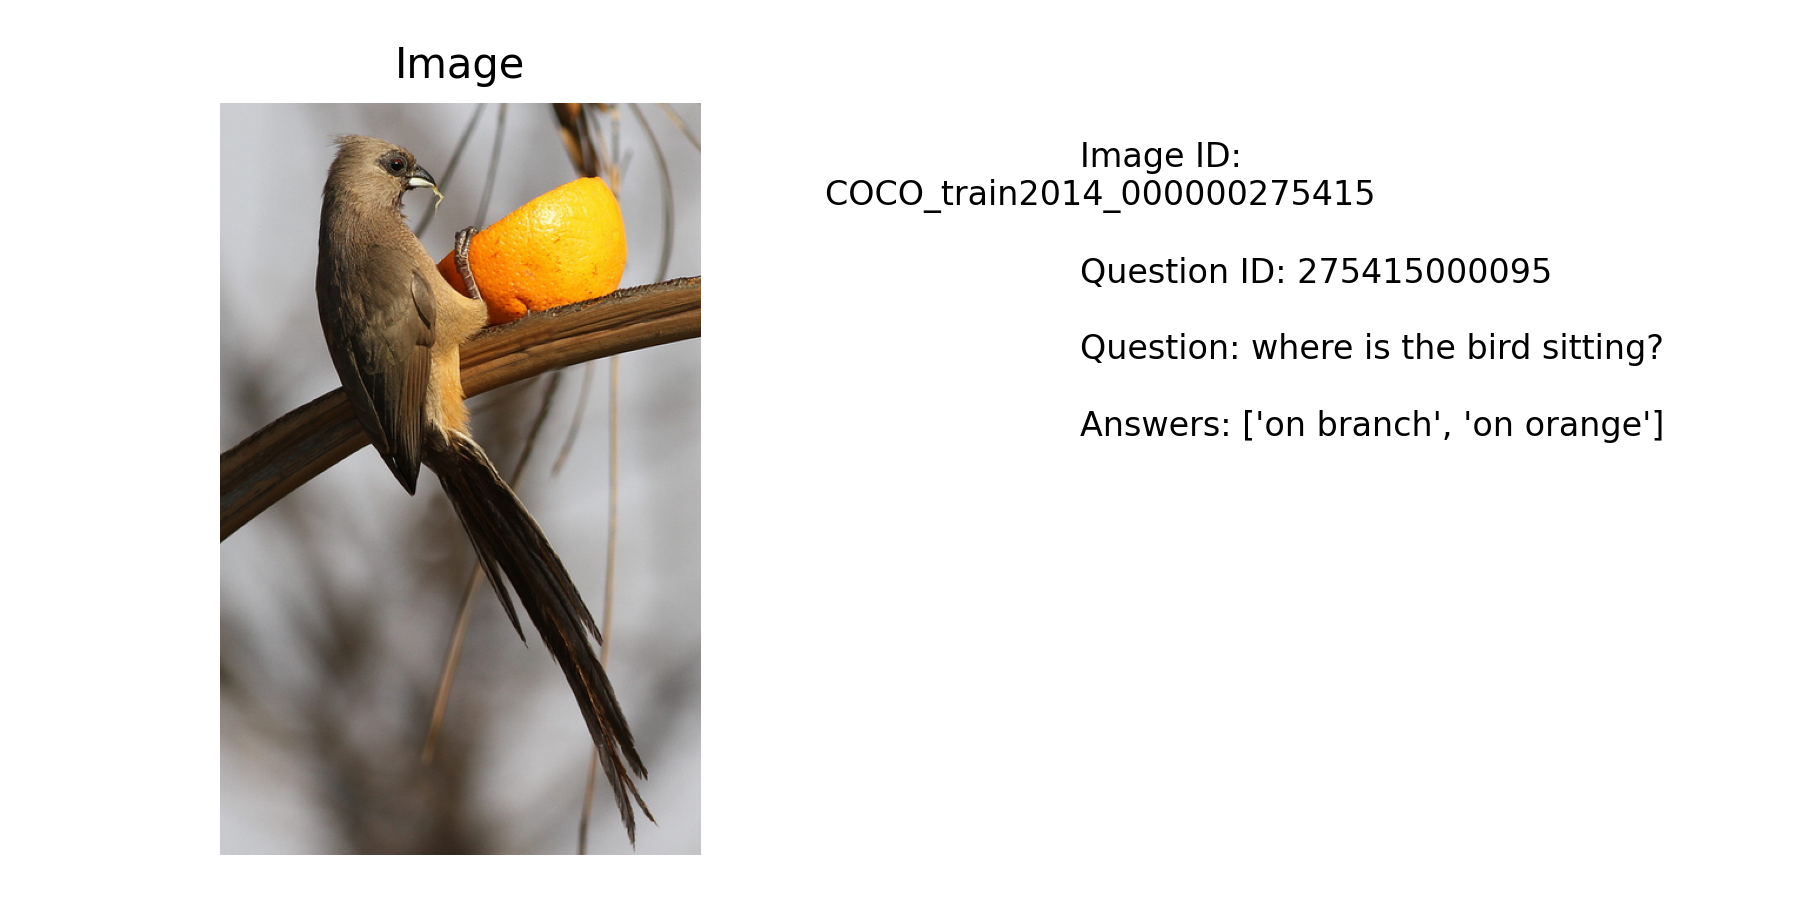 Image
Image ID:
COCO_train2014_000000275415
Question ID: 275415000095
Question: where is the bird sitting?
Answers: ['on branch', 'on orange']